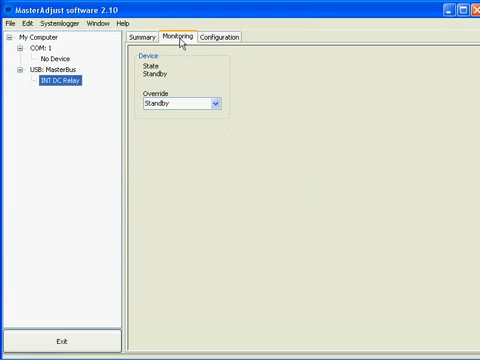 MasterAdjust software 2.10
File Edit Systemlogger Window Help
My Computer
COM: 1
No Device
USB: MasterBus
INT DC Relay
Summary Monitoring Configuration
Device
State
Standby
Override
Standby
Exit